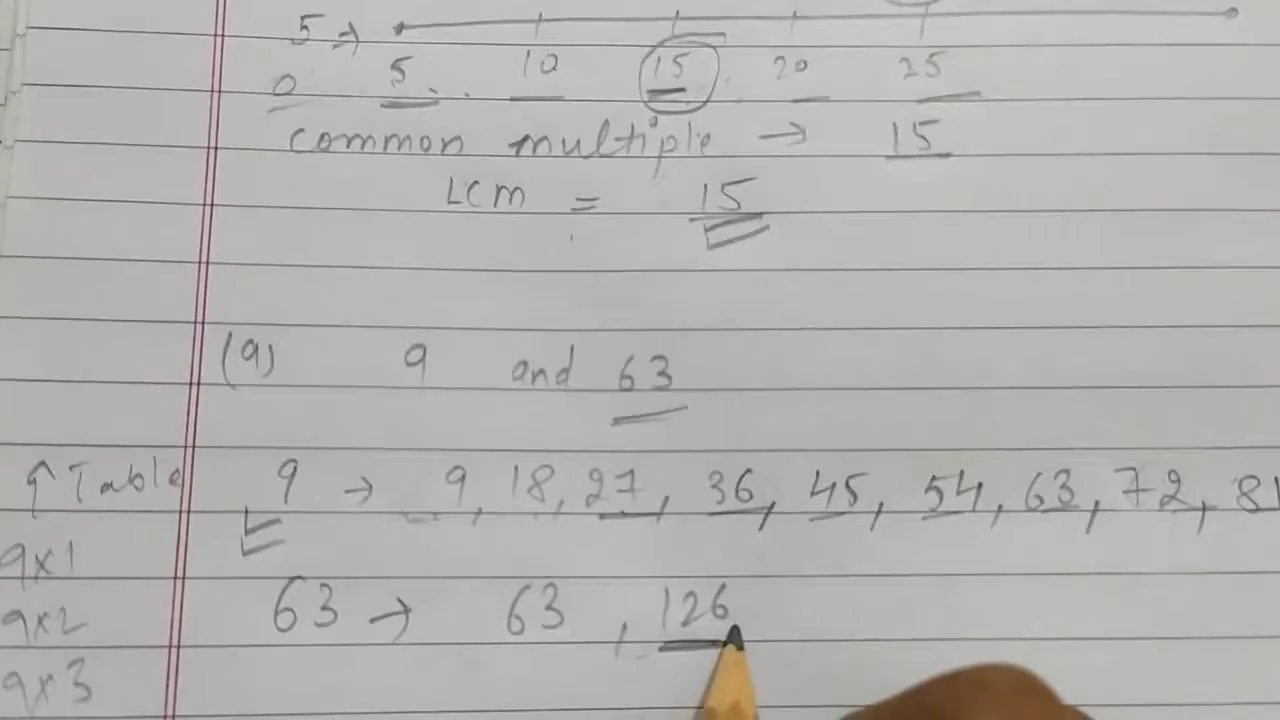 5 →
0 5 10 15 20 25
common multiple → 15
LCM = 15
(9) 9 and 63
Table 9 → 9, 18, 27, 36, 45, 54, 63, 72, 81
9x1
63 → 63, 126
9x2
9x3